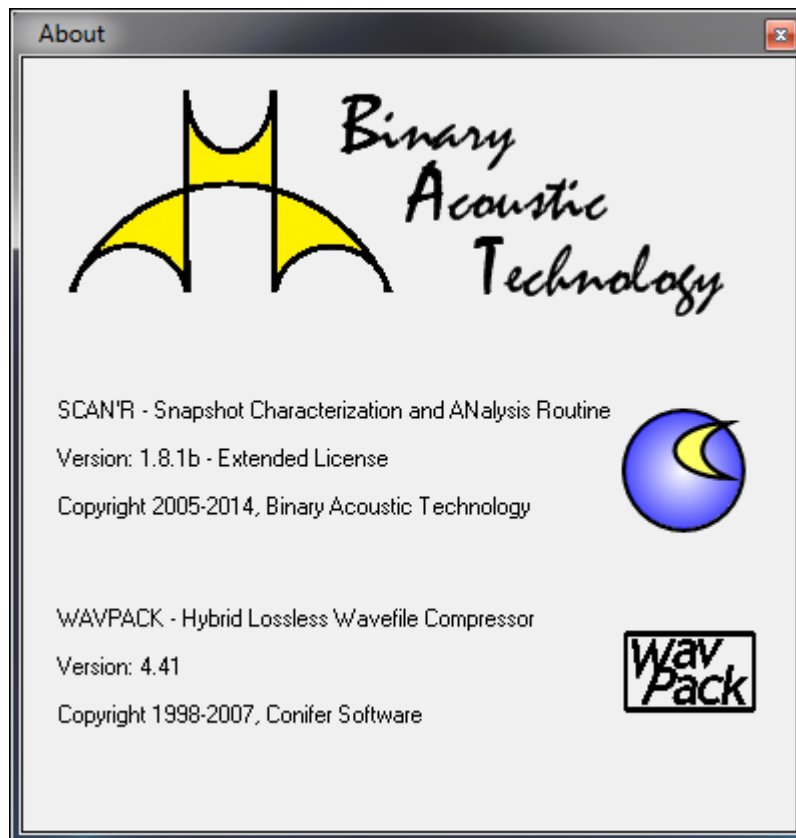 About
Binary
Acoustic
Technology
SCAN'R - Snapshot Characterization and ANalysis Routine
Version: 1.8.1b - Extended License
Copyright 2005-2014, Binary Acoustic Technology
WAVPACK - Hybrid Lossless Wavefile Compressor
Version: 4.41
Copyright 1998-2007, Conifer Software
Wav
Pack